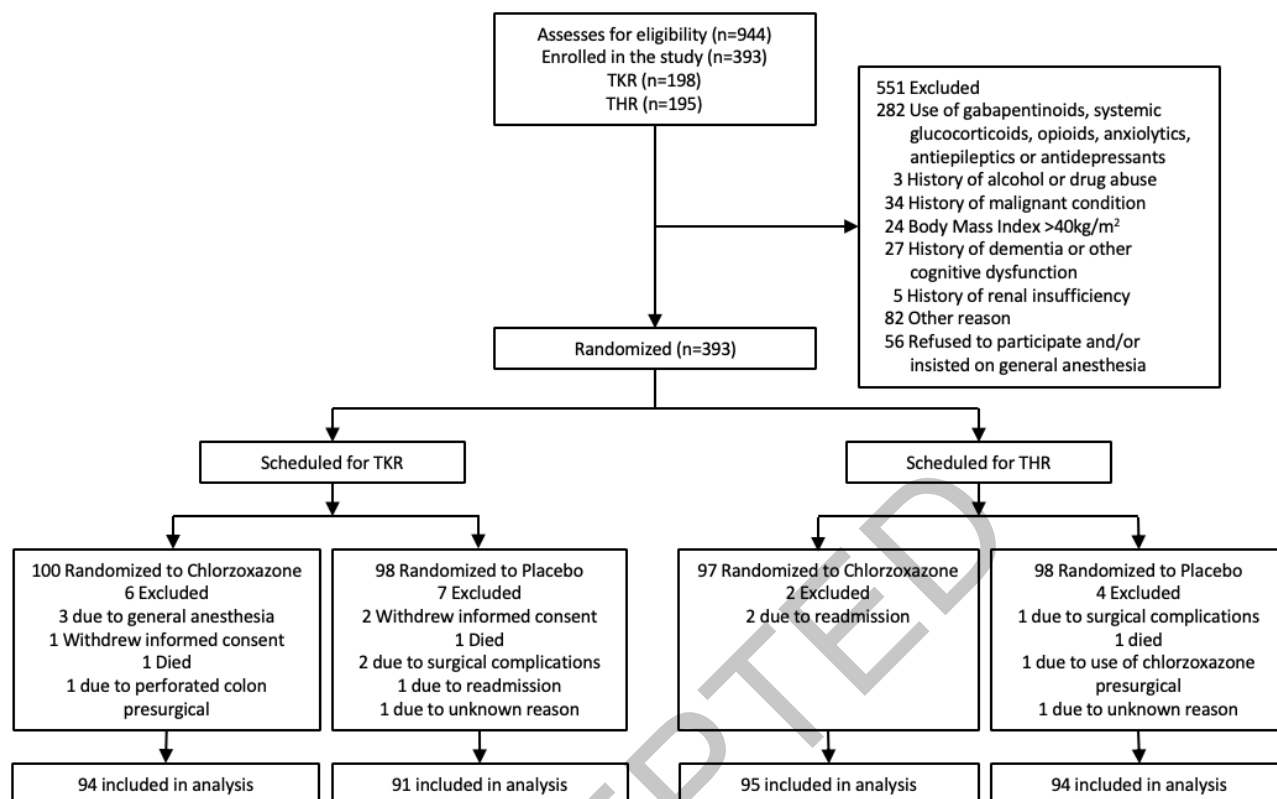 Assesses for eligibility (n=944)
Enrolled in the study (n=393)
TKR (n=198)
THR (n=195)
551 Excluded
282 Use of gabapentinoids, systemic
glucocorticoids, opioids, anxiolytics,
antiepileptics or antidepressants
3 History of alcohol or drug abuse
34 History of malignant condition
24 Body Mass Index >40kg/m²
27 History of dementia or other
cognitive dysfunction
5 History of renal insufficiency
82 Other reason
56 Refused to participate and/or
insisted on general anesthesia
Randomized (n=393)
Scheduled for TKR
Scheduled for THR
100 Randomized to Chlorzoxazone
6 Excluded
3 due to general anesthesia
1 Withdrew informed consent
1 Died
1 due to perforated colon
presurgical
98 Randomized to Placebo
7 Excluded
2 Withdrew informed consent
1 Died
2 due to surgical complications
1 due to readmission
1 due to unknown reason
97 Randomized to Chlorzoxazone
2 Excluded
2 due to readmission
98 Randomized to Placebo
4 Excluded
1 due to surgical complications
1 died
1 due to use of chlorzoxazone
presurgical
1 due to unknown reason
94 included in analysis
91 included in analysis
95 included in analysis
94 included in analysis
EPTED